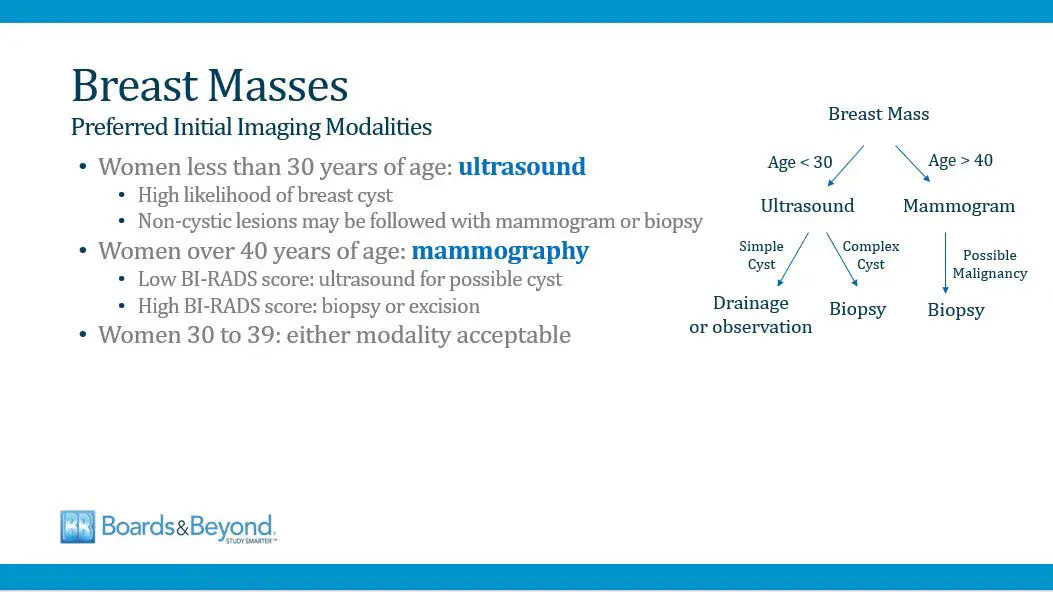 Breast Masses
Preferred Initial Imaging Modalities
• Women less than 30 years of age: ultrasound
• High likelihood of breast cyst
• Non-cystic lesions may be followed with mammogram or biopsy
• Women over 40 years of age: mammography
• Low BI-RADS score: ultrasound for possible cyst
• High BI-RADS score: biopsy or excision
• Women 30 to 39: either modality acceptable
Breast Mass
Age < 30
Age > 40
Ultrasound
Mammogram
Simple
Cyst
Complex
Cyst
Possible
Malignancy
Drainage
or observation
Biopsy
Biopsy
BB Boards&Beyond.
STUDY SMARTER™